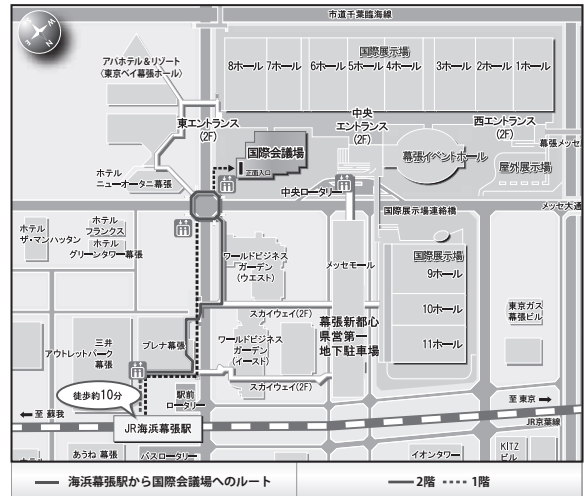 市道千葉臨海線
W
N
アパホテル&リゾート
(東京ベイ幕張ホール)
国際展示場
8ホール
7ホール
6ホール
5ホール
4ホール
3ホール
2ホール
1ホール
東エントランス
(2F)
中央
エントランス
(2F)
西エントランス
(2F)
国際会議場
正面入口
幕張イベントホール
幕張メッセ
屋外展示場
ホテル
ニューオータニ幕張
中央ロータリー
国際展示場連絡橋
メッセ大通
ホテル
ザ・マンハッタン
ホテル
フランクス
ホテル
グリーンタワー幕張
ワールドビジネス
ガーデン
(ウエスト)
メッセモール
国際展示場
9ホール
10ホール
11ホール
スカイウェイ(2F)
幕張新都心
県営第一
地下駐車場
東京ガス
幕張ビル
三井
アウトレットパーク
幕張
プレナ幕張
ワールドビジネス
ガーデン
(イースト)
スカイウェイ(2F)
徒歩約10分
駅前
ロータリー
至 蘇我
至 東京
JR海浜幕張駅
JR京葉線
ホテル
あうね 幕張
バスロータリー
イオンタワー
KITZ
ビル
海浜幕張駅から国際会議場へのルート
2階
1階